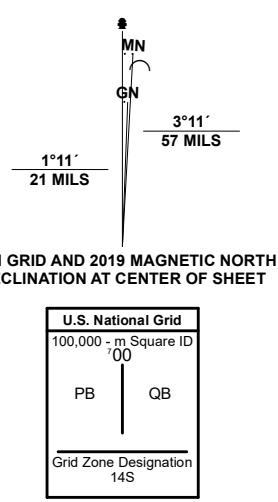 MN
GN
3°11´
57 MILS
1°11´
21 MILS
GRID AND 2019 MAGNETIC NORTH
CLINATION AT CENTER OF SHEET
U.S. National Grid
100,000 - m Square ID
⁷00
PB QB
Grid Zone Designation
14S